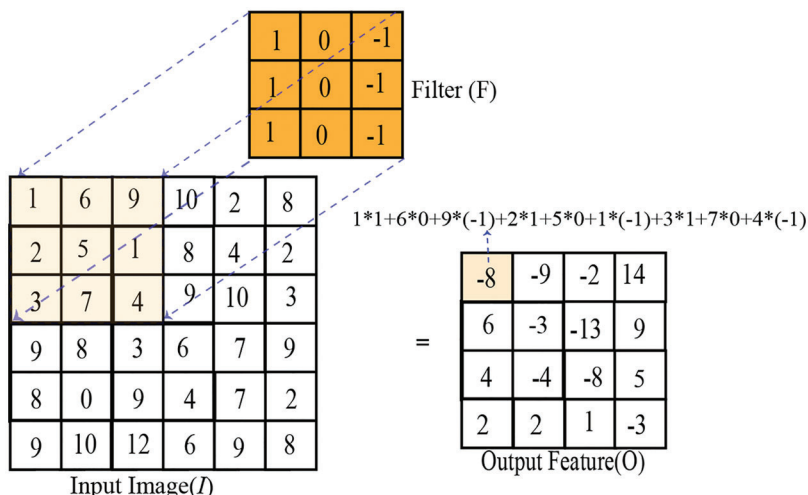 1 0 -1
1 0 -1
1 0 -1
Filter (F)
1 6 9 10 2 8
2 5 1 8 4 2
3 7 4 9 10 3
9 8 3 6 7 9
8 0 9 4 7 2
9 10 12 6 9 8
Input Image(I)
1*1+6*0+9*(-1)+2*1+5*0+1*(-1)+3*1+7*0+4*(-1)
=
-8 -9 -2 14
6 -3 -13 9
4 -4 -8 5
2 2 1 -3
Output Feature(O)